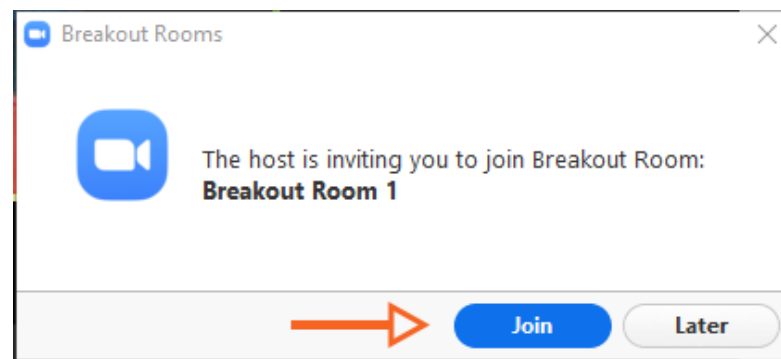 Breakout Rooms
The host is inviting you to join Breakout Room:
Breakout Room 1
Join Later